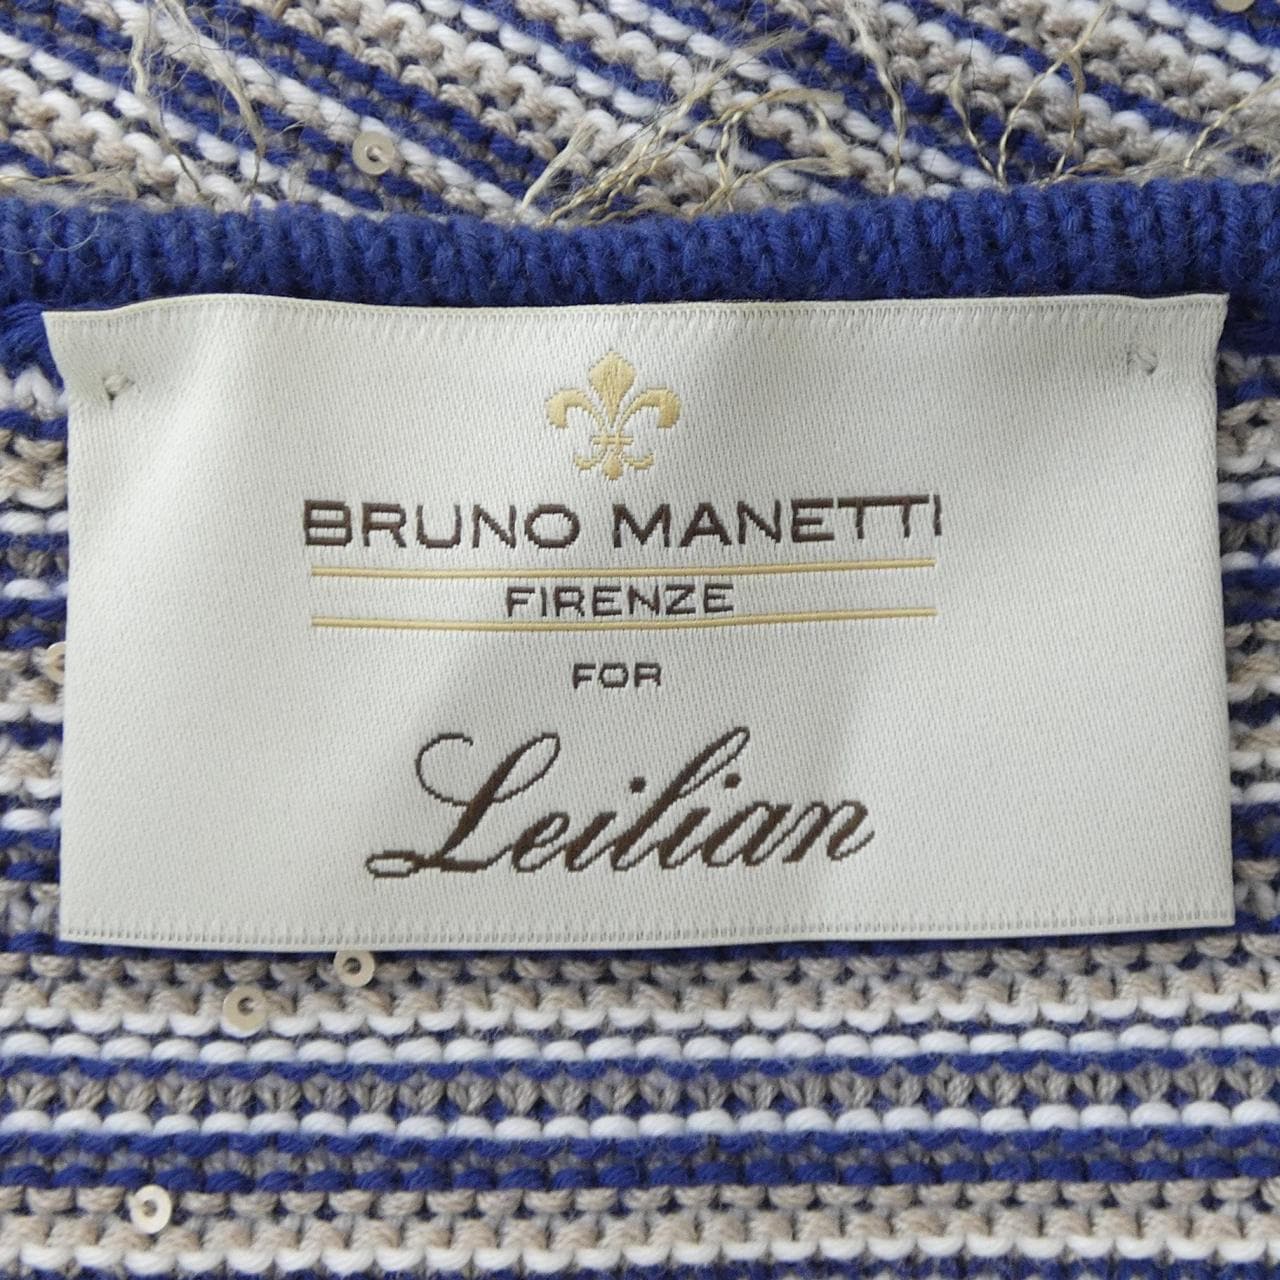 BRUNO MANETTI
FIRENZE
FOR
Leilian